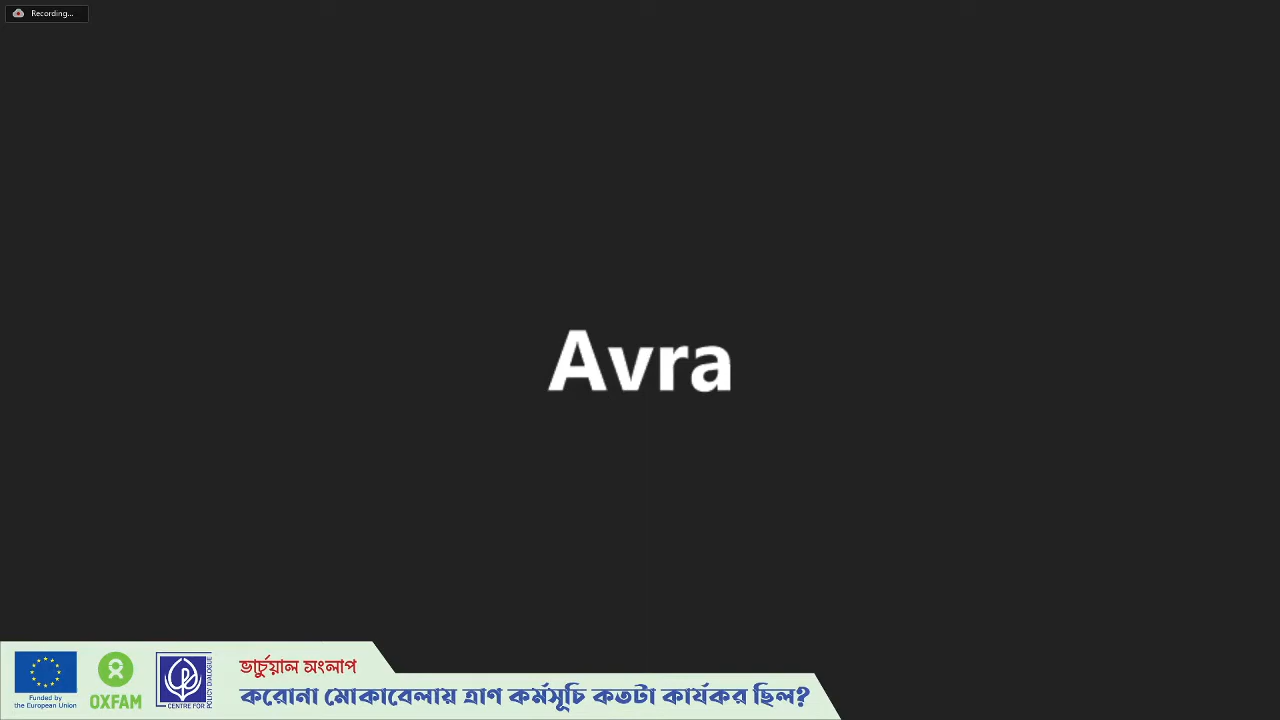 Recording...
Avra
Funded by
the European Union
OXFAM
CENTRE FOR
POLICY DIALOGUE
ভার্চুয়াল সংলাপ
করোনা মোকাবেলায় ত্রাণ কর্মসূচি কতটা কার্যকর ছিল?